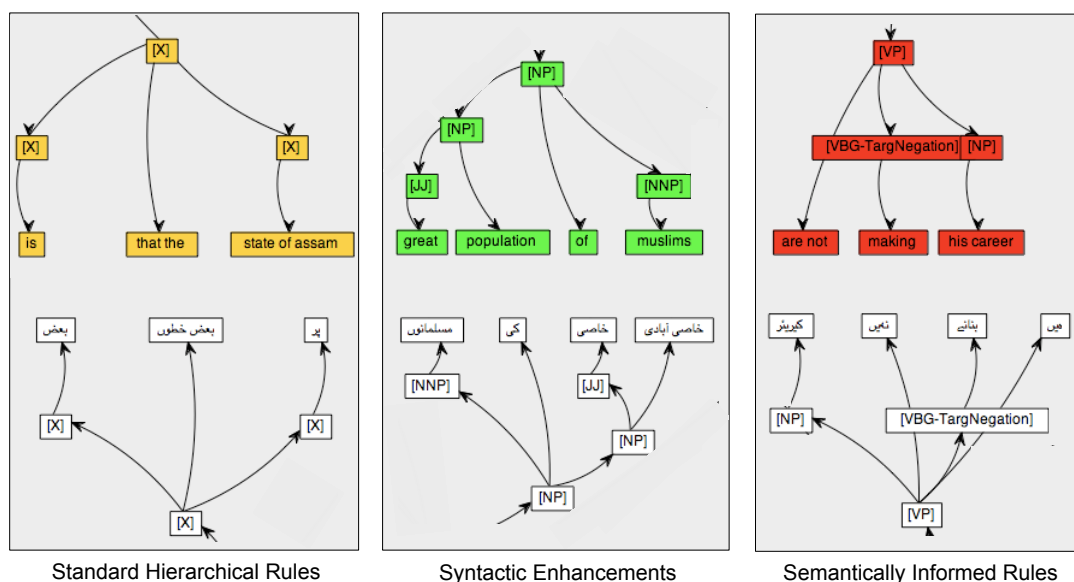 [X]
[X]
[X]
is
that the
state of assam
بعض
بعض خطوں
پر
[X]
[X]
[X]
Standard Hierarchical Rules
[NP]
[NP]
[JJ]
[NNP]
great
population
of
muslims
مسلمانوں
کی
خاصی
خاصی آبادی
[NNP]
[JJ]
[NP]
[NP]
Syntactic Enhancements
[VP]
[VBG-TargNegation]
[NP]
are not
making
his career
کیریئر
نہیں
بنانے
ہیں
[NP]
[VBG-TargNegation]
[VP]
Semantically Informed Rules